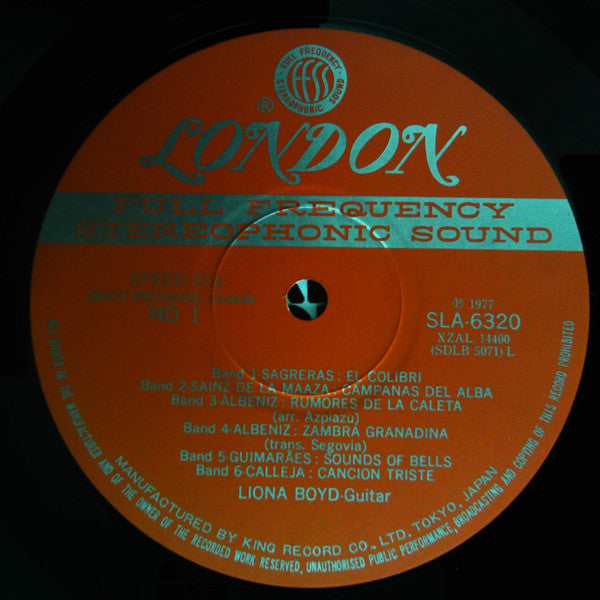 FULL FREQUENCY
ffss
STEREOPHONIC SOUND
®
LONDON
FULL FREQUENCY
STEREOPHONIC SOUND
SPEED 33⅓
BOOT RECORDS, Canada
NO. 1
℗ 1977
SLA-6320
XZAL. 14400
(SDLB 5071) L
Band 1-SAGRERAS : EL COLIBRI
Band 2-SAINZ DE LA MAAZA : CAMPANAS DEL ALBA
Band 3-ALBENIZ : RUMORES DE LA CALETA
(arr. Azpiazu)
Band 4-ALBENIZ : ZAMBRA GRANADINA
(trans. Segovia)
Band 5-GUIMARÃES : SOUNDS OF BELLS
Band 6-CALLEJA : CANCION TRISTE
LIONA BOYD-Guitar
MANUFACTURED BY KING RECORD CO., LTD. TOKYO, JAPAN
ALL RIGHTS OF THE MANUFACTURER AND OF THE OWNER OF THE RECORDED WORK RESERVED, UNAUTHORISED PUBLIC PERFORMANCE, BROADCASTING AND COPYING OF THIS RECORD PROHIBITED